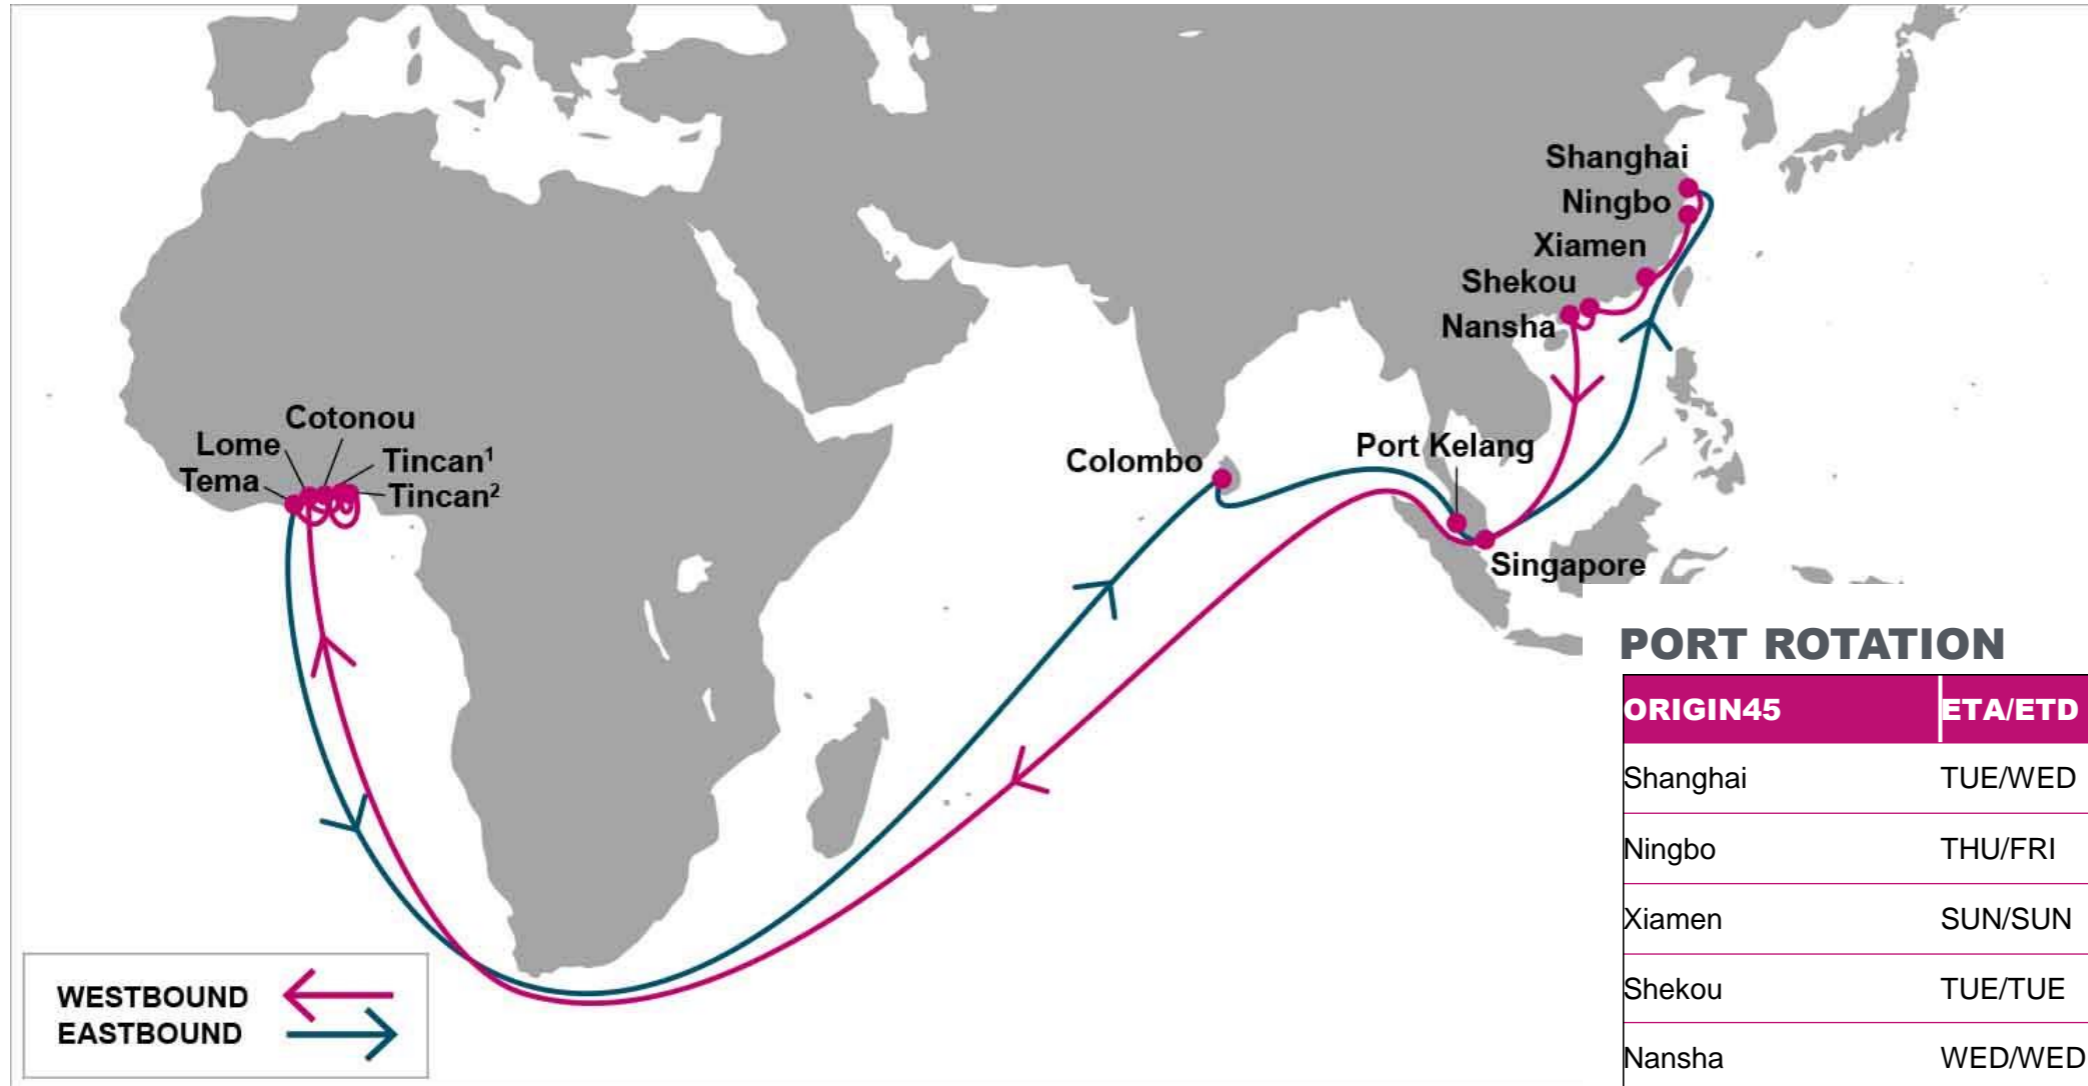 Shanghai
Ningbo
Xiamen
Shekou
Nansha
Cotonou
Lome
Tincan¹
Tema
Tincan²
Colombo
Port Kelang
Singapore
WESTBOUND
EASTBOUND
PORT ROTATION
ORIGIN45 ETA/ETD
Shanghai TUE/WED
Ningbo THU/FRI
Xiamen SUN/SUN
Shekou TUE/TUE
Nansha WED/WED